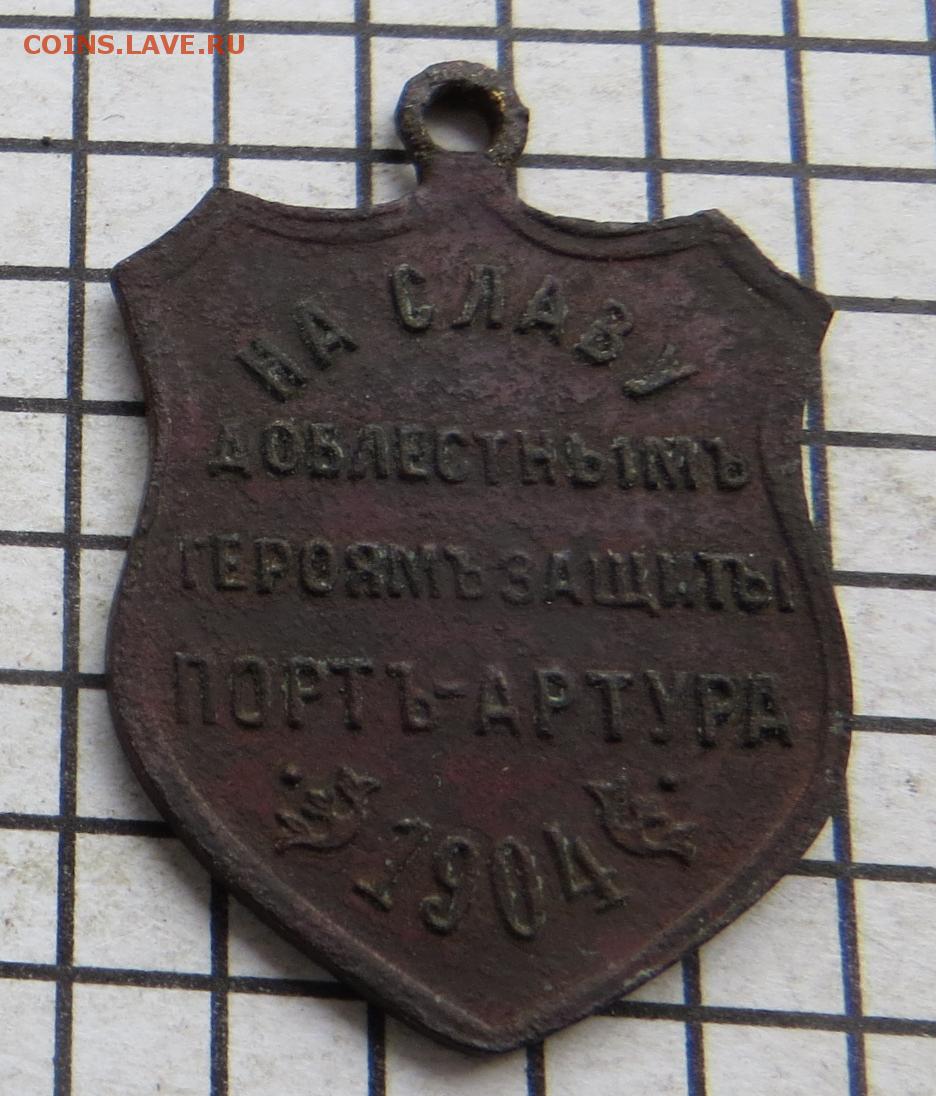 COINS.LAVE.RU
НА СЛАВУ
ДОБЛЕСТНЫМЪ
ГЕРОЯМЪ ЗАЩИТЫ
ПОРТЪ-АРТУРА
1904